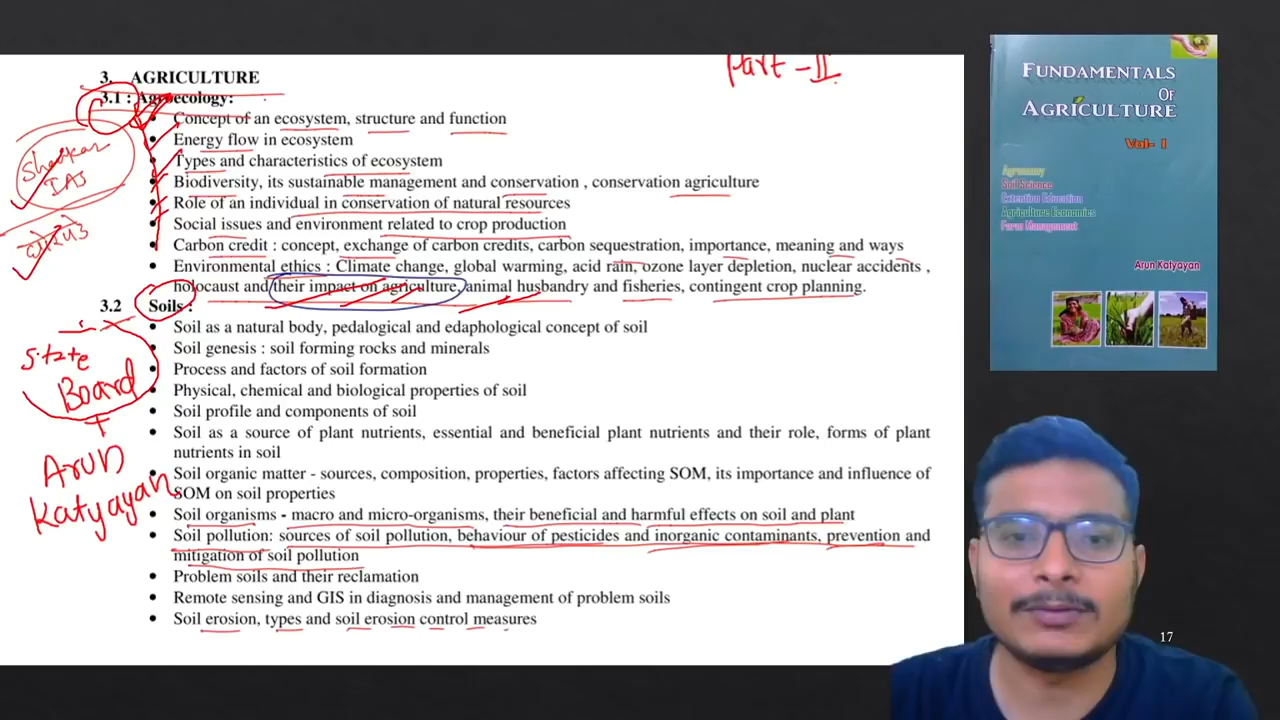 Part-II
3. AGRICULTURE
3.1 : Agroecology:
• Concept of an ecosystem, structure and function
• Energy flow in ecosystem
• Types and characteristics of ecosystem
• Biodiversity, its sustainable management and conservation , conservation agriculture
• Role of an individual in conservation of natural resources
• Social issues and environment related to crop production
• Carbon credit : concept, exchange of carbon credits, carbon sequestration, importance, meaning and ways
• Environmental ethics : Climate change, global warming, acid rain, ozone layer depletion, nuclear accidents ,
holocaust and their impact on agriculture, animal husbandry and fisheries, contingent crop planning.
3.2 Soils :
• Soil as a natural body, pedalogical and edaphological concept of soil
• Soil genesis : soil forming rocks and minerals
• Process and factors of soil formation
• Physical, chemical and biological properties of soil
• Soil profile and components of soil
• Soil as a source of plant nutrients, essential and beneficial plant nutrients and their role, forms of plant
nutrients in soil
• Soil organic matter - sources, composition, properties, factors affecting SOM, its importance and influence of
SOM on soil properties
• Soil organisms - macro and micro-organisms, their beneficial and harmful effects on soil and plant
• Soil pollution: sources of soil pollution, behaviour of pesticides and inorganic contaminants, prevention and
mitigation of soil pollution
• Problem soils and their reclamation
• Remote sensing and GIS in diagnosis and management of problem soils
• Soil erosion, types and soil erosion control measures
Shankar
IAS
State
Board
+
Arun
Katyayan
FUNDAMENTALS
OF
AGRICULTURE
Vol- I
Agronomy
Soil Science
Extention Education
Agriculture Economics
Farm Management
Arun Katyayan
17